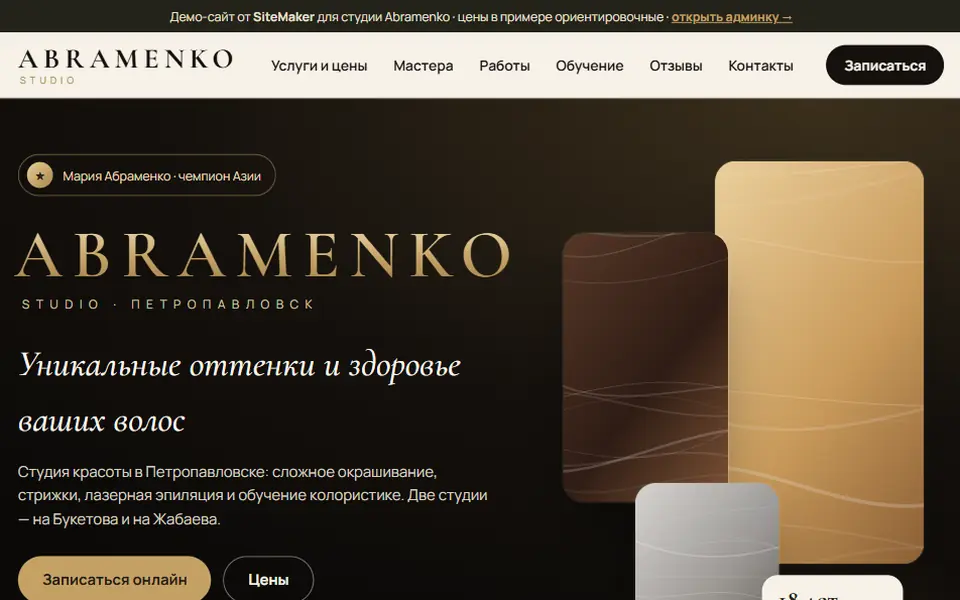 Демо-сайт от SiteMaker для студии Abramenko · цены в примере ориентировочные · открыть админку →
ABRAMENKO
STUDIO
Услуги и цены Мастера Работы Обучение Отзывы Контакты Записаться
★ Мария Абраменко · чемпион Азии
ABRAMENKO
STUDIO · ПЕТРОПАВЛОВСК
Уникальные оттенки и здоровье
ваших волос
Студия красоты в Петропавловске: сложное окрашивание,
стрижки, лазерная эпиляция и обучение колористике. Две студии
— на Букетова и на Жабаева.
Записаться онлайн Цены